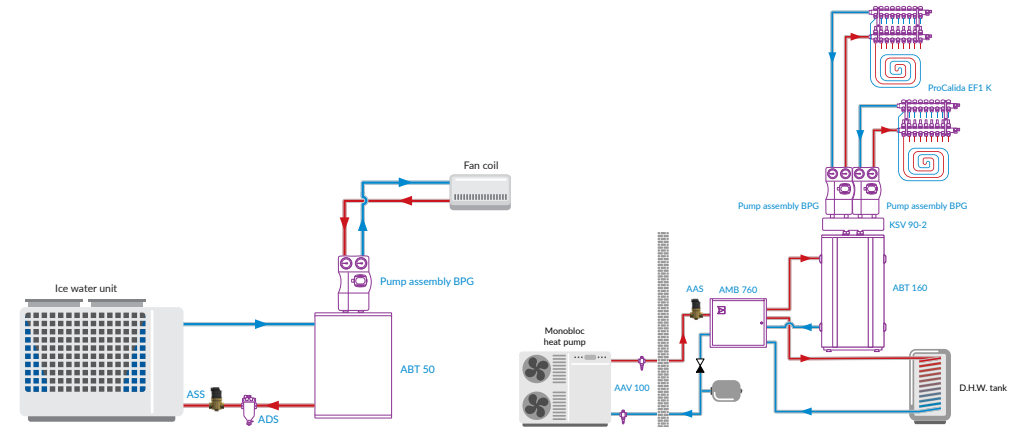 ProCalida EF1 K
Fan coil
Pump assembly BPG
Pump assembly BPG
KSV 90-2
Pump assembly BPG
Ice water unit
AAS
AMB 760
ABT 160
Monobloc
heat pump
ABT 50
AAV 100
D.H.W. tank
ASS
ADS